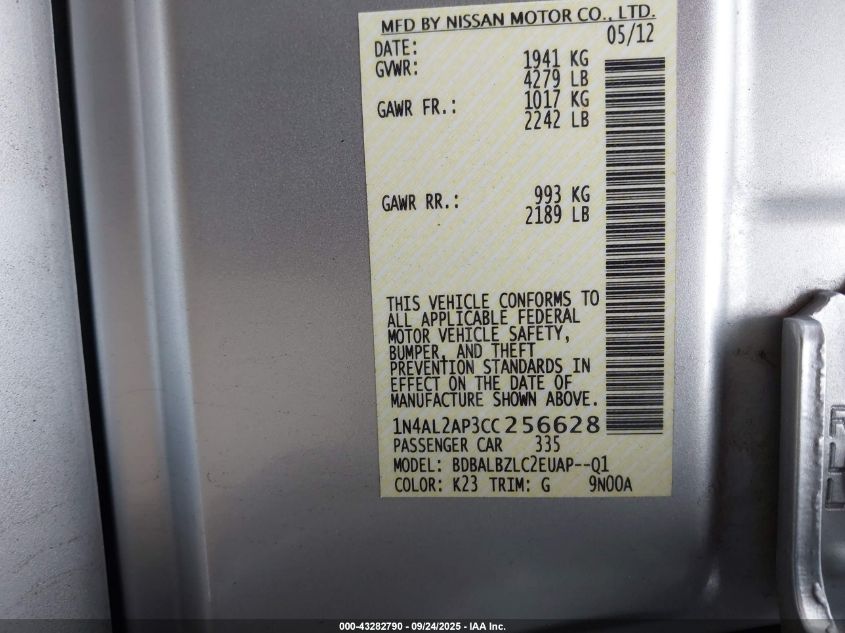 MFD BY NISSAN MOTOR CO., LTD.
DATE: 05/12
GVWR: 1941 KG
4279 LB
GAWR FR.: 1017 KG
2242 LB
GAWR RR.: 993 KG
2189 LB
THIS VEHICLE CONFORMS TO
ALL APPLICABLE FEDERAL
MOTOR VEHICLE SAFETY,
BUMPER, AND THEFT
PREVENTION STANDARDS IN
EFFECT ON THE DATE OF
MANUFACTURE SHOWN ABOVE.
1N4AL2AP3CC256628
PASSENGER CAR 335
MODEL: BDBALBZLC2EUAP--Q1
COLOR: K23 TRIM: G 9N00A
000-43282790 - 09/24/2025 - IAA Inc.